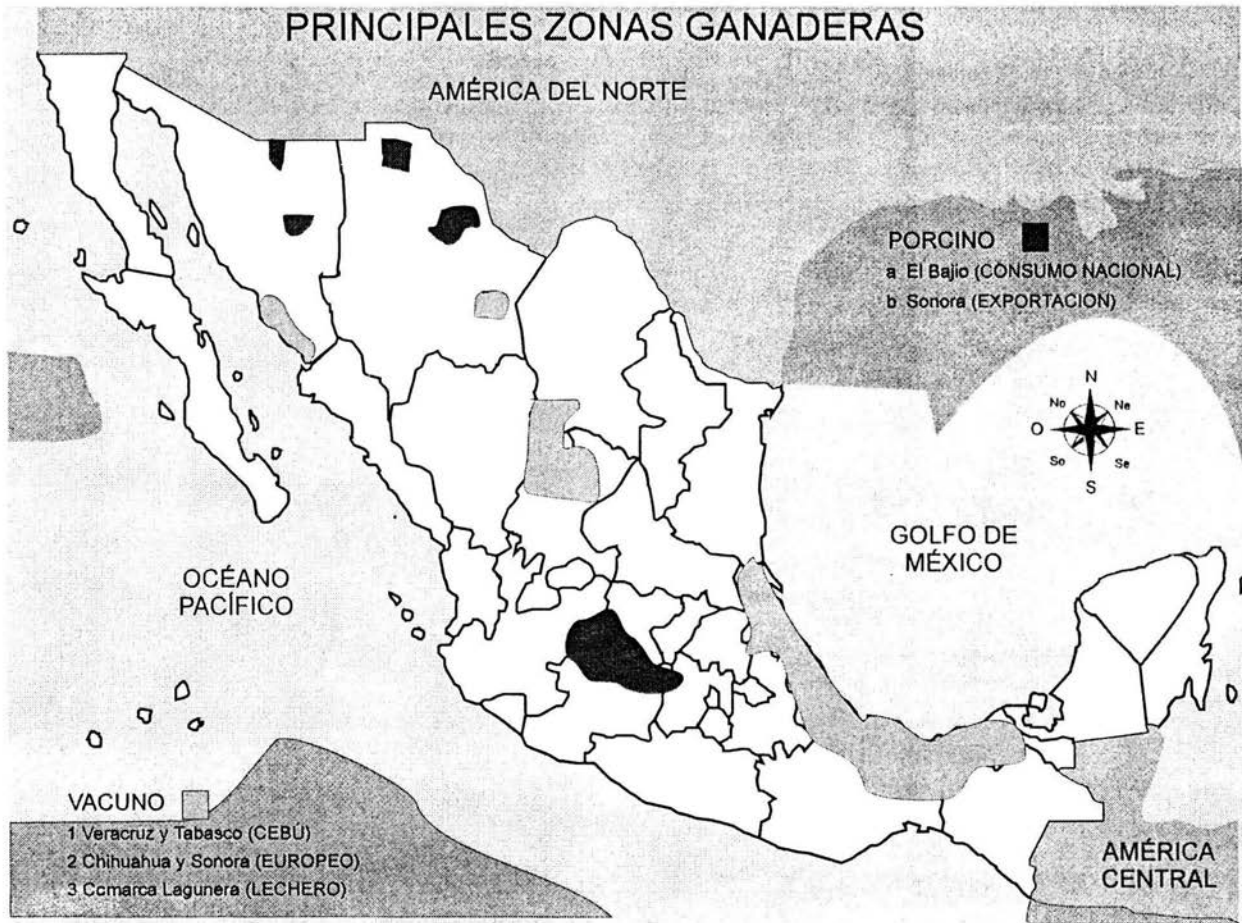 PRINCIPALES ZONAS GANADERAS
AMÉRICA DEL NORTE
PORCINO
a El Bajio (CONSUMO NACIONAL)
b Sonora (EXPORTACION)
N
No Ne
O E
So Se
S
GOLFO DE
MÉXICO
OCÉANO
PACÍFICO
VACUNO
1 Veracruz y Tabasco (CEBÚ)
2 Chihuahua y Sonora (EUROPEO)
3 Comarca Lagunera (LECHERO)
AMÉRICA
CENTRAL